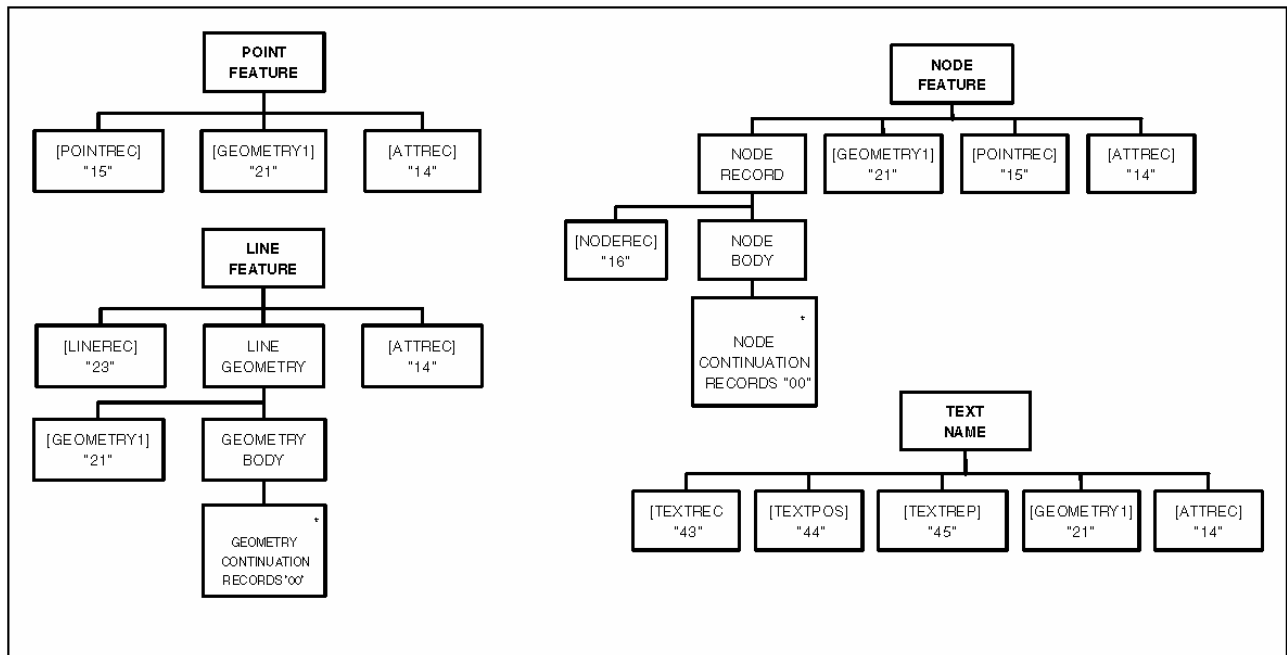 POINT
FEATURE
[POINTREC]
"15"
[GEOMETRY1]
"21"
[ATTREC]
"14"
LINE
FEATURE
[LINEREC]
"23"
LINE
GEOMETRY
[ATTREC]
"14"
[GEOMETRY1]
"21"
GEOMETRY
BODY
*
GEOMETRY
CONTINUATION
RECORDS"00"
NODE
FEATURE
NODE
RECORD
[GEOMETRY1]
"21"
[POINTREC]
"15"
[ATTREC]
"14"
[NODEREC]
"16"
NODE
BODY
*
NODE
CONTINUATION
RECORDS "00"
TEXT
NAME
[TEXTREC
"43"
[TEXTPOS]
"44"
[TEXTREP]
"45"
[GEOMETRY1]
"21"
[ATTREC]
"14"